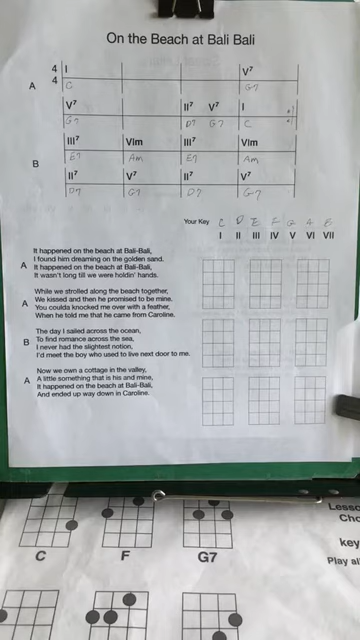 On the Beach at Bali Bali
4 I V7
4
A C G7
V7 II7 V7 I
G7 D7 G7 C
III7 VIm III7 VIm
E7 Am E7 Am
B
II7 V7 II7 V7
D7 G7 D7 G7
Your Key C D E F G A B
I II III IV V VI VII
It happened on the beach at Bali-Bali,
I found him dreaming on the golden sand.
A It happened on the beach at Bali-Bali,
It wasn't long till we were holdin' hands.
While we strolled along the beach together,
A We kissed and then he promised to be mine.
You coulda knocked me over with a feather,
When he told me that he came from Caroline.
The day I sailed across the ocean,
B To find romance across the sea,
I never had the slightest notion,
I'd meet the boy who used to live next door to me.
Now we own a cottage in the valley,
A A little something that is his and mine,
It happened on the beach at Bali-Bali,
And ended up way down in Caroline.
Lesso
Cho
C F G7
key
Play al